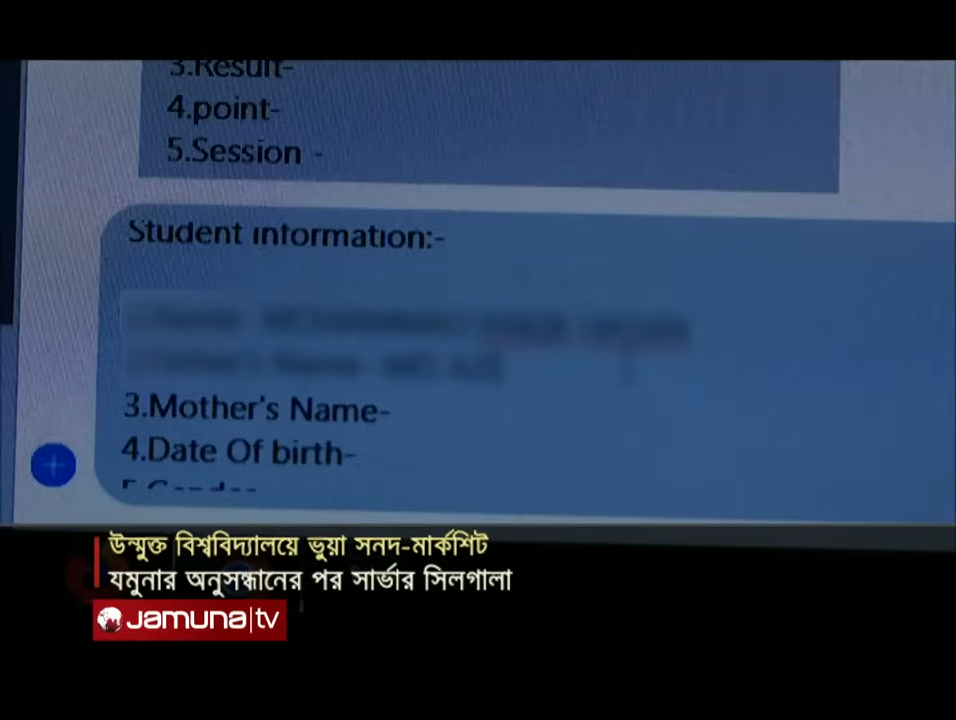 3.Result-
4.point-
5.Session -
Student information:-
3.Mother's Name-
4.Date Of birth-
উন্মুক্ত বিশ্ববিদ্যালয়ে ভুয়া সনদ-মার্কশিট
যমুনার অনুসন্ধানের পর সার্ভার সিলগালা
Jamuna|tv